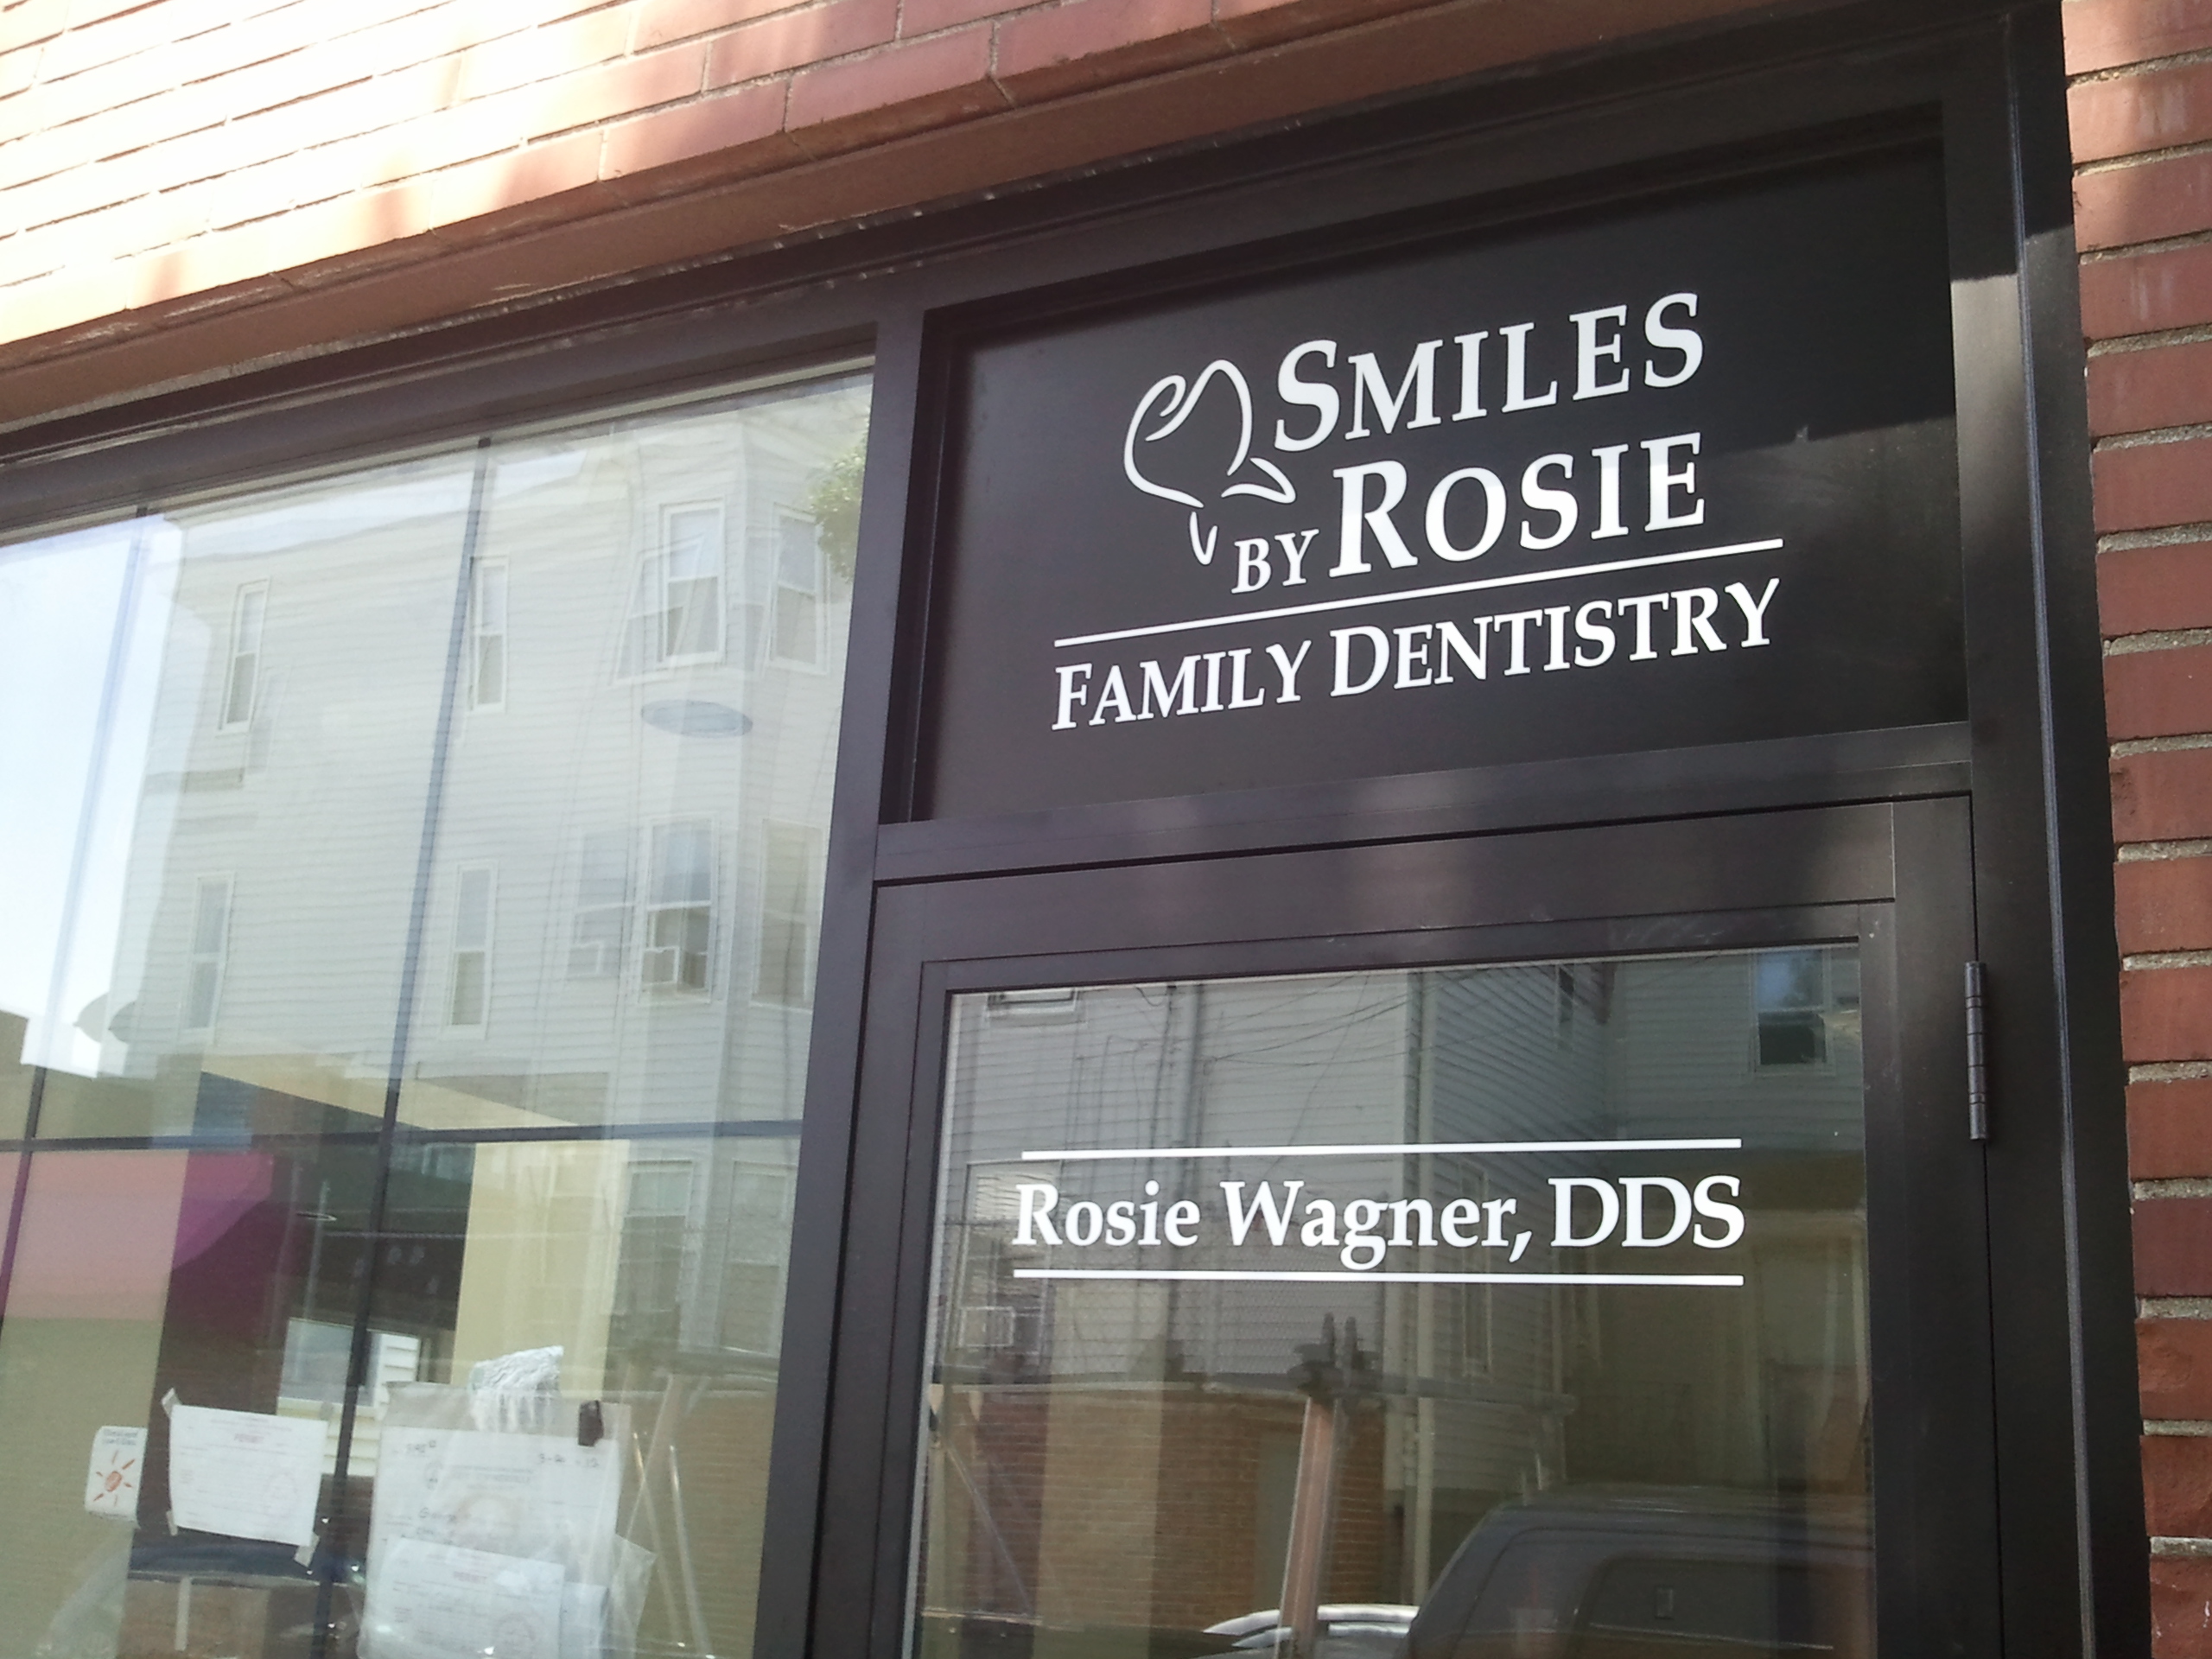 SMILES
BY ROSIE
FAMILY DENTISTRY
Rosie Wagner, DDS